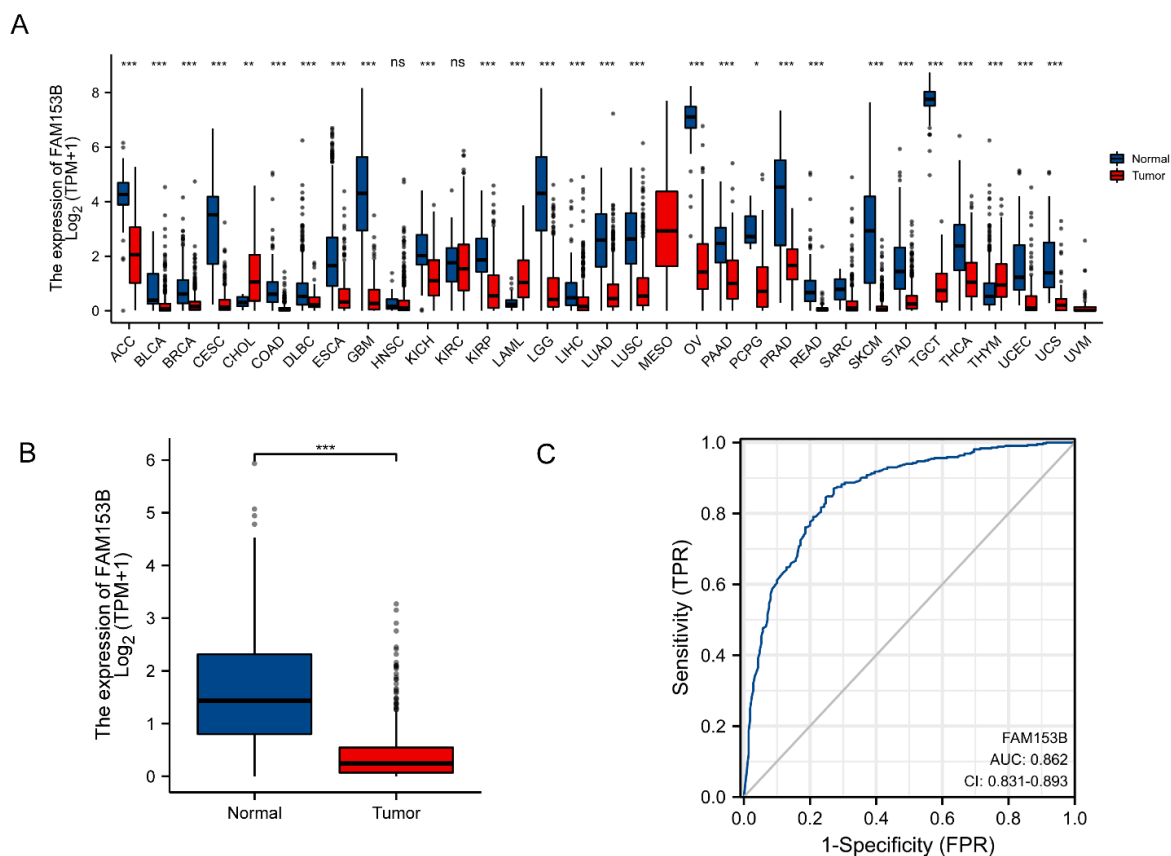 A
The expression of FAM153B
Log2 (TPM+1)
8
6
4
2
0
*** *** *** *** ** *** *** *** *** ns *** ns *** *** *** *** *** *** *** *** * *** *** *** *** *** *** *** *** ***
Normal
Tumor
ACC BLCA BRCA CESC CHOL COAD DLBC ESCA GBM HNSC KICH KIRC KIRP LAML LGG LIHC LUAD LUSC MESO OV PAAD PCPG PRAD READ SARC SKCM STAD TGCT THCA THYM UCEC UCS UVM
B
The expression of FAM153B
Log2 (TPM+1)
6
5
4
3
2
1
0
***
Normal Tumor
C
Sensitivity (TPR)
1.0
0.8
0.6
0.4
0.2
0.0
FAM153B
AUC: 0.862
CI: 0.831-0.893
0.0 0.2 0.4 0.6 0.8 1.0
1-Specificity (FPR)